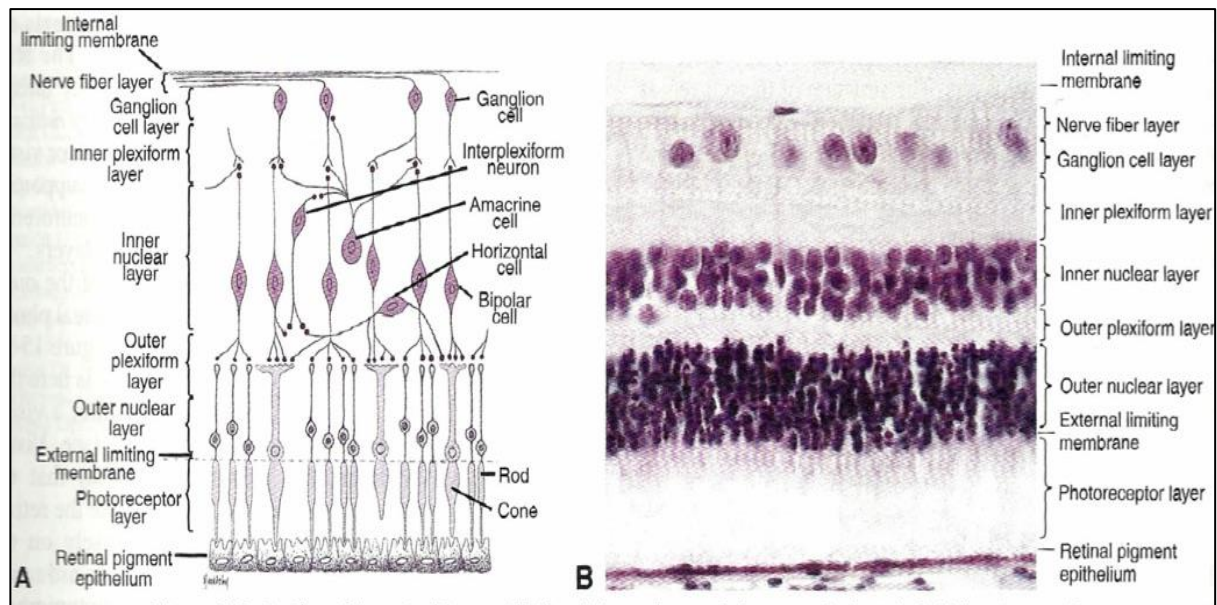 Internal
limiting membrane
Nerve fiber layer
Ganglion
cell layer
Inner plexiform
layer
Inner
nuclear layer
Outer
plexiform
layer
Outer nuclear
layer
External limiting
membrane
Photoreceptor
layer
Retinal pigment
epithelium
A
Ganglion
cell
Interplexiform
neuron
Amacrine
cell
Horizontal
cell
Bipolar
cell
Rod
Cone
B
Internal limiting
membrane
Nerve fiber layer
Ganglion cell layer
Inner plexiform layer
Inner nuclear layer
Outer plexiform layer
Outer nuclear layer
External limiting
membrane
Photoreceptor layer
Retinal pigment
epithelium